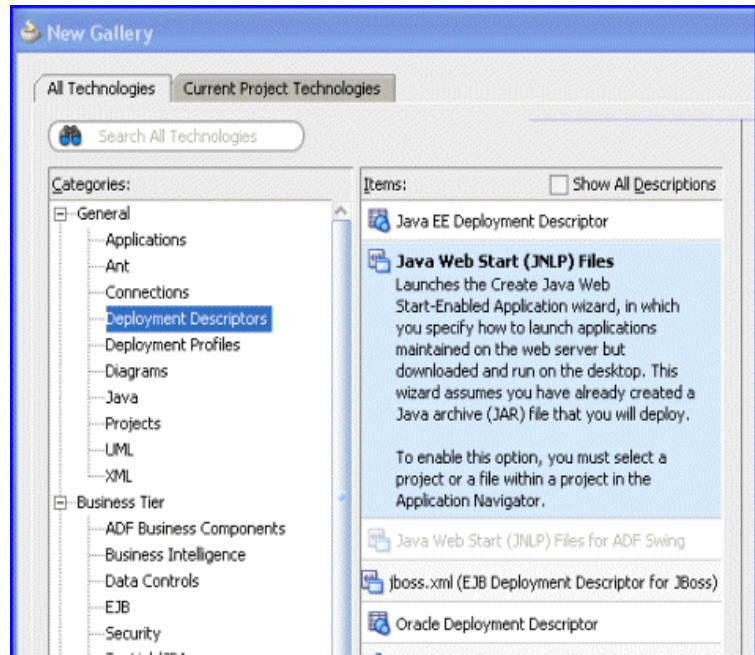 New Gallery
All Technologies
Current Project Technologies
Search All Technologies
Categories:
General
Applications
Ant
Connections
Deployment Descriptors
Deployment Profiles
Diagrams
Java
Projects
UML
XML
Business Tier
ADF Business Components
Business Intelligence
Data Controls
EJB
Security
Items:
Show All Descriptions
Java EE Deployment Descriptor
Java Web Start (JNLP) Files
Launches the Create Java Web
Start-Enabled Application wizard, in which
you specify how to launch applications
maintained on the web server but
downloaded and run on the desktop. This
wizard assumes you have already created a
Java archive (JAR) file that you will deploy.
To enable this option, you must select a
project or a file within a project in the
Application Navigator.
Java Web Start (JNLP) Files for ADF Swing
jboss.xml (EJB Deployment Descriptor for JBoss)
Oracle Deployment Descriptor